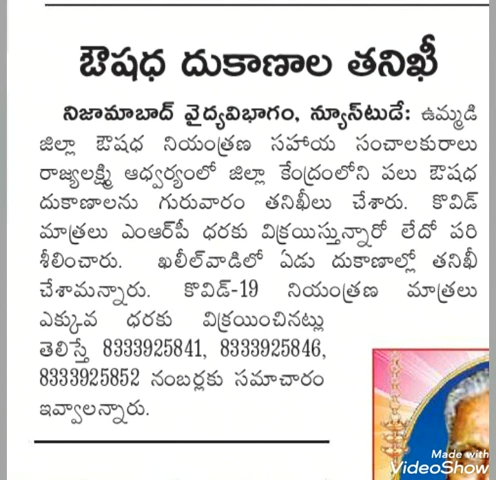 ఔషధ దుకాణాల తనిఖీ
నిజామాబాద్ వైద్యవిభాగం, న్యూస్‌టుడే: ఉమ్మడి
జిల్లా ఔషధ నియంత్రణ సహాయ సంచాలకురాలు
రాజ్యలక్ష్మి ఆధ్వర్యంలో జిల్లా కేంద్రంలోని పలు ఔషధ
దుకాణాలను గురువారం తనిఖీలు చేశారు. కొవిడ్
మాత్రలు ఎంఆర్‌పీ ధరకు విక్రయిస్తున్నారో లేదో పరి
శీలించారు. ఖలీల్‌వాడిలో ఏడు దుకాణాల్లో తనిఖీ
చేశామన్నారు. కొవిడ్-19 నియంత్రణ మాత్రలు
ఎక్కువ ధరకు విక్రయించినట్లు
తెలిస్తే 8333925841, 8333925846,
8333925852 నంబర్లకు సమాచారం
ఇవ్వాలన్నారు.
Made with
VideoShow